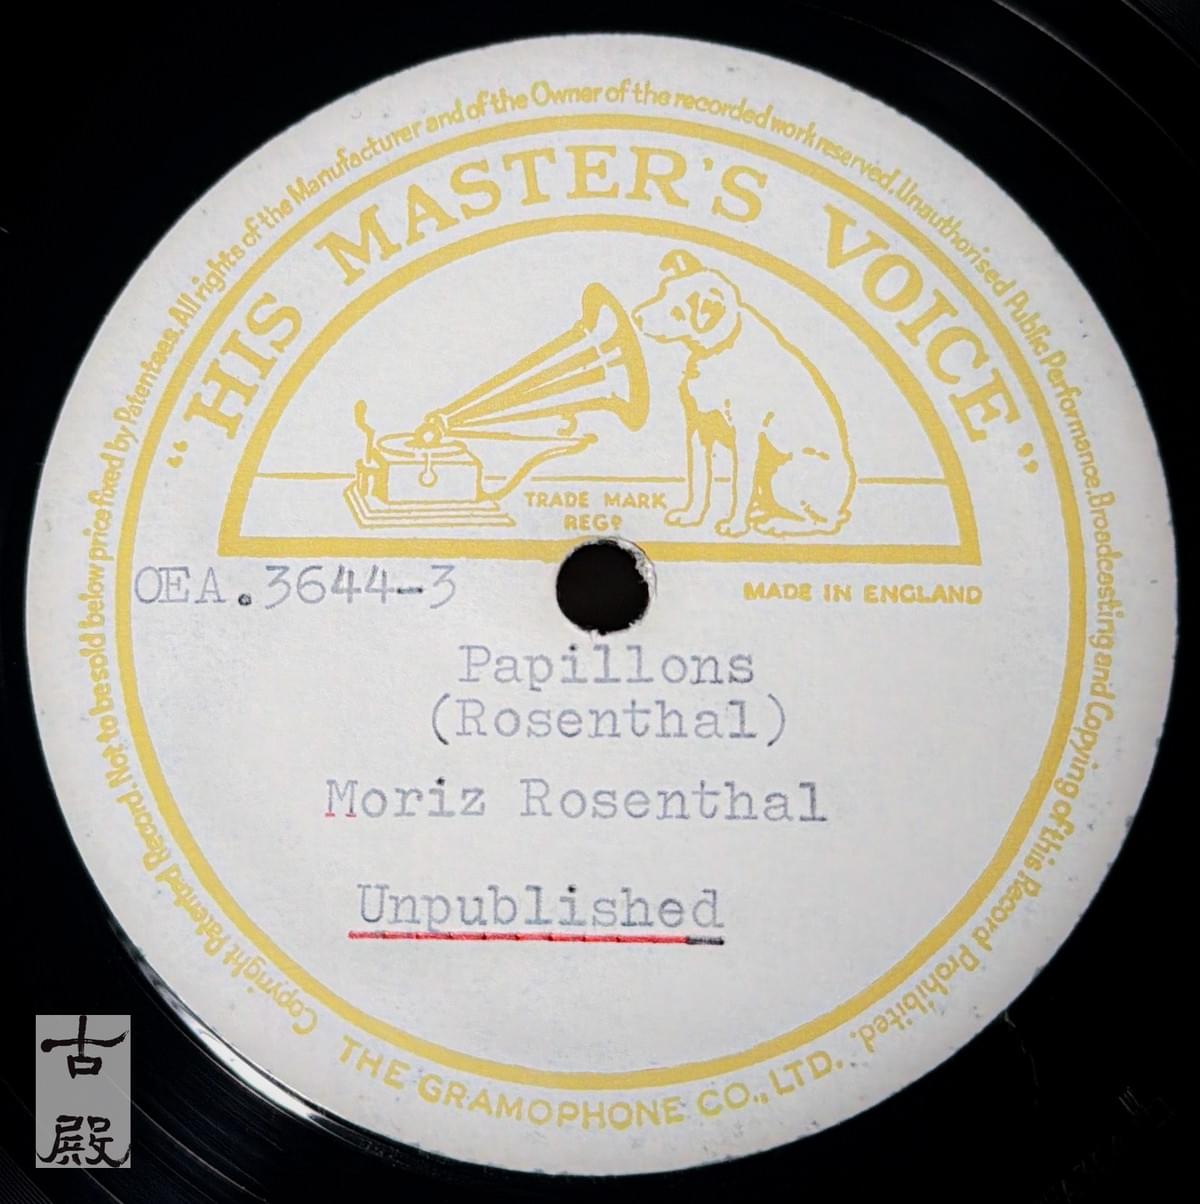 Copyright Patented Record. Not to be sold below price fixed by Patentees. All rights of the Manufacturer and of the Owner of the recorded work reserved. Unauthorised Public Performance, Broadcasting and Copying of this Record Prohibited.
"HIS MASTER'S VOICE"
TRADE MARK
REGD
OEA.3644-3
MADE IN ENGLAND
Papillons
(Rosenthal)
Moriz Rosenthal
Unpublished
THE GRAMOPHONE CO., LTD.
古
殿